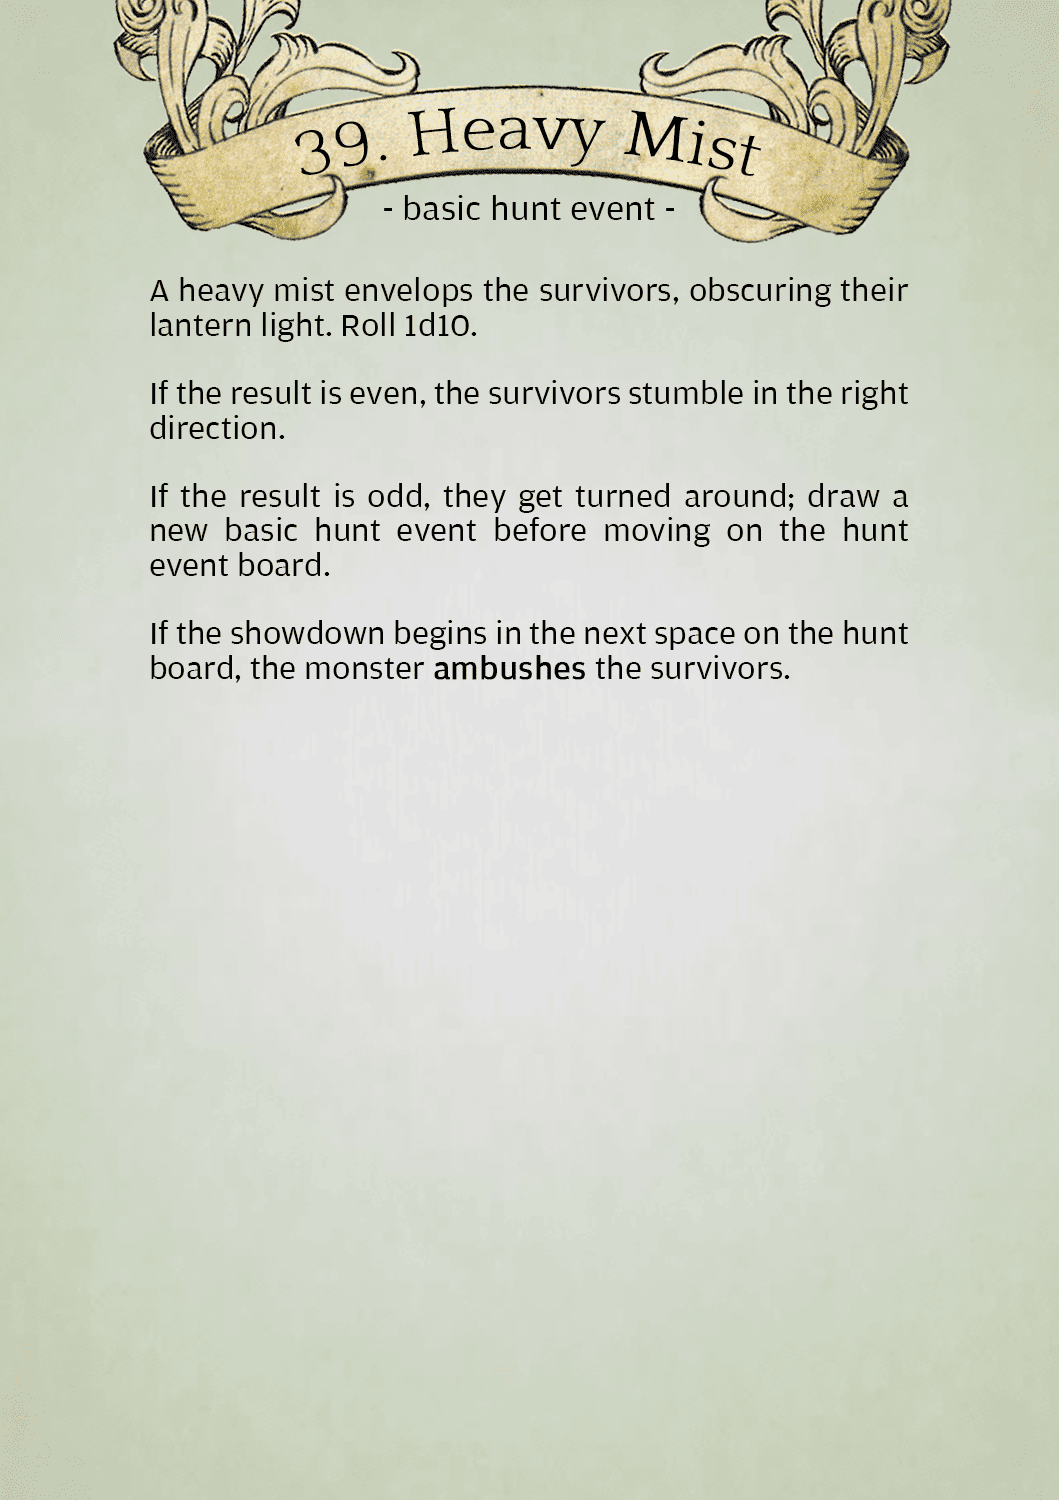 39. Heavy Mist
- basic hunt event -
A heavy mist envelops the survivors, obscuring their
lantern light. Roll 1d10.
If the result is even, the survivors stumble in the right
direction.
If the result is odd, they get turned around; draw a
new basic hunt event before moving on the hunt
event board.
If the showdown begins in the next space on the hunt
board, the monster ambushes the survivors.